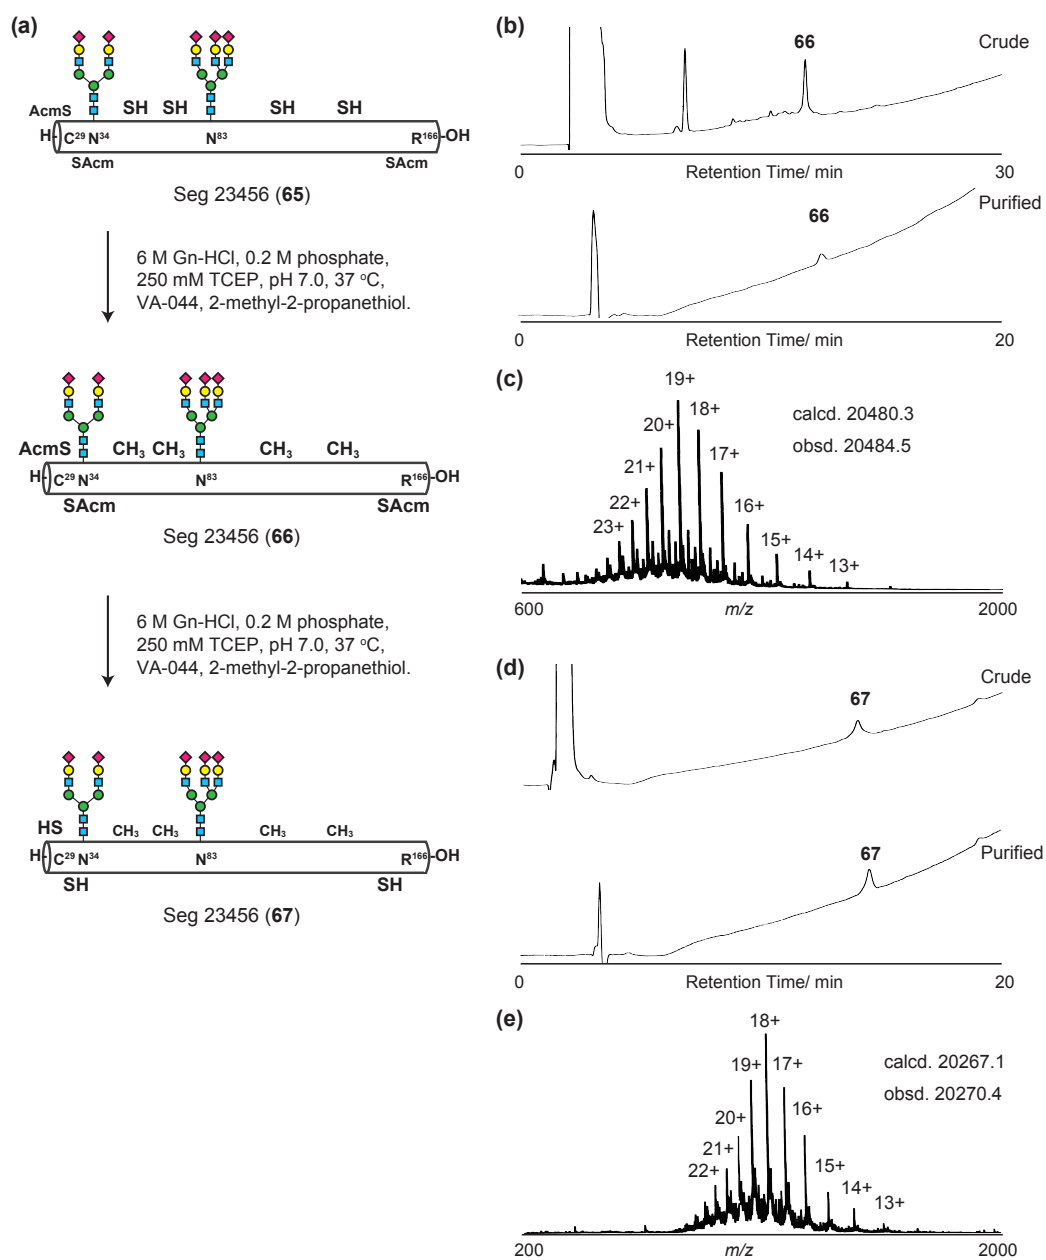 (a)
AcmS SH SH SH SH
H- C²⁹ N³⁴ N⁸³ R¹⁶⁶ -OH
SAcm SAcm
Seg 23456 (65)
6 M Gn-HCl, 0.2 M phosphate,
250 mM TCEP, pH 7.0, 37 °C,
VA-044, 2-methyl-2-propanethiol.
AcmS CH₃ CH₃ CH₃ CH₃
H- C²⁹ N³⁴ N⁸³ R¹⁶⁶ -OH
SAcm SAcm
Seg 23456 (66)
6 M Gn-HCl, 0.2 M phosphate,
250 mM TCEP, pH 7.0, 37 °C,
VA-044, 2-methyl-2-propanethiol.
HS CH₃ CH₃ CH₃ CH₃
H- C²⁹ N³⁴ N⁸³ R¹⁶⁶ -OH
SH SH
Seg 23456 (67)
(b)
66 Crude
0 Retention Time/ min 30
66 Purified
0 Retention Time/ min 20
(c)
19+
18+
20+
17+
21+
22+
16+
23+
15+
14+
13+
calcd. 20480.3
obsd. 20484.5
600 m/z 2000
(d)
67 Crude
67 Purified
0 Retention Time/ min 20
(e)
18+
19+ 17+
16+
20+
21+
15+
22+
14+
13+
calcd. 20267.1
obsd. 20270.4
200 m/z 2000